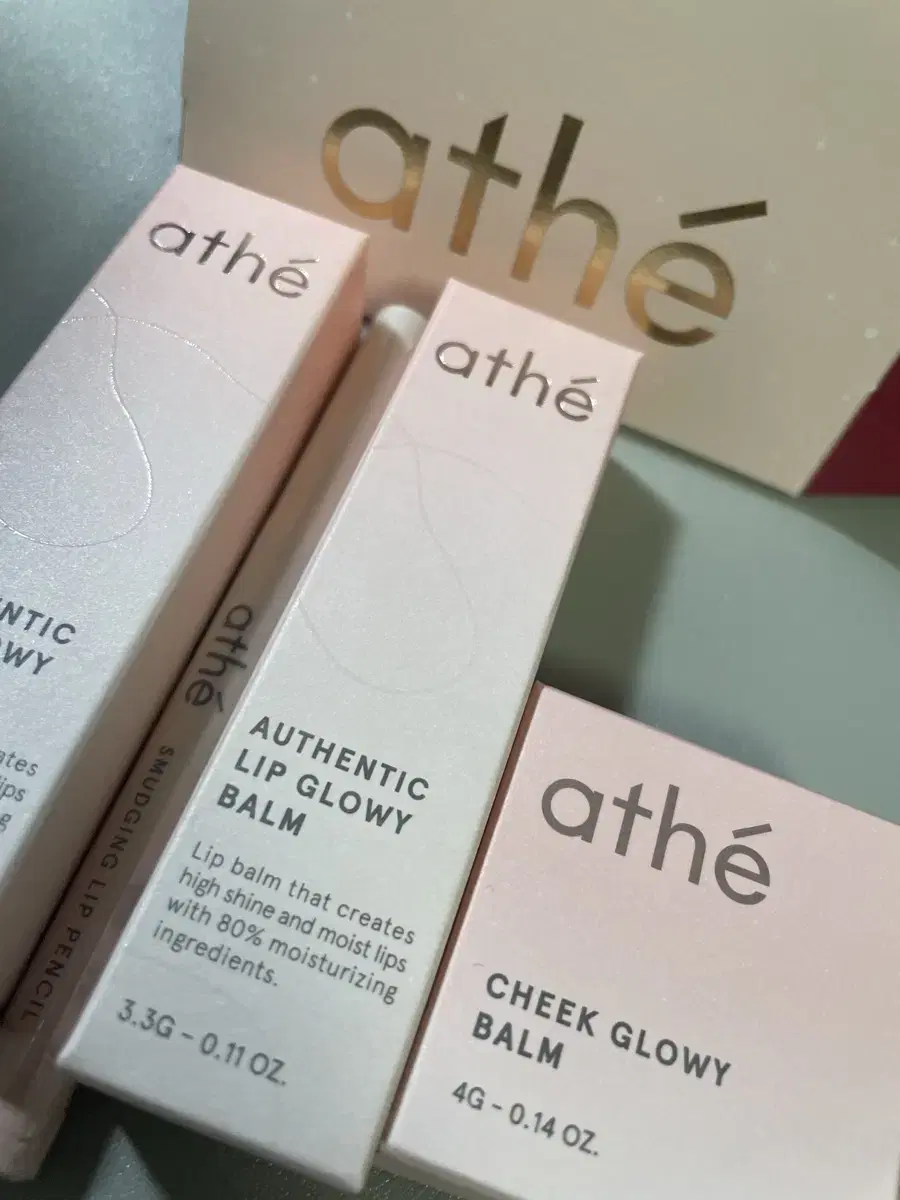 athé
athé
NTIC
WY
ates
ips
g
athé
SMUDGING LIP PENCIL
athé
AUTHENTIC
LIP GLOWY
BALM
Lip balm that creates
high shine and moist lips
with 80% moisturizing
ingredients.
3.3G - 0.11 OZ.
athé
CHEEK GLOWY
BALM
4G - 0.14 OZ.